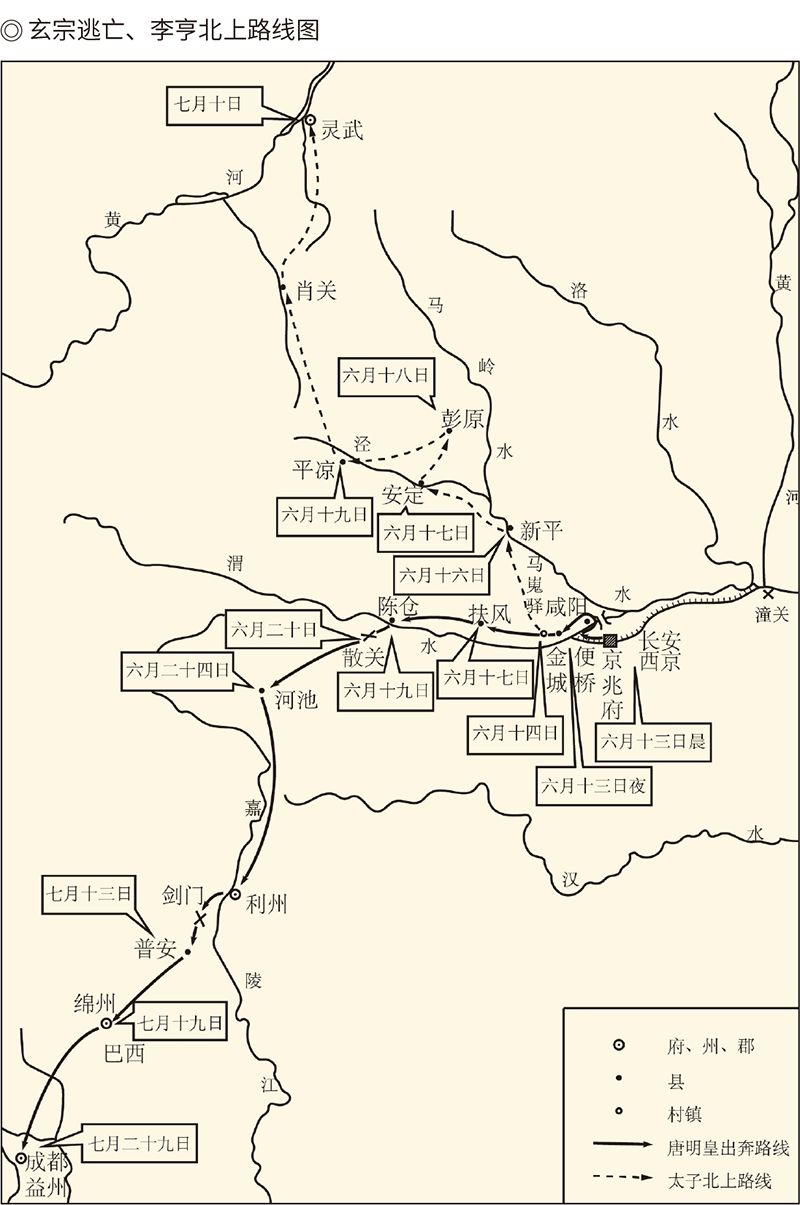 ◎ 玄宗逃亡、李亨北上路线图
七月十日
灵武
河
黄
肖关
马
岭
水
洛
水
黄
河
六月十八日
彭原
泾
平凉
安定
六月十九日
六月十七日
新平
六月十六日
马嵬驿
渭
水
陈仓
扶风
咸阳
水
潼关
六月二十日
散关
六月二十四日
河池
六月十九日
六月十七日
金城
便桥
京兆府
长安
西京
六月十四日
六月十三日晨
六月十三日夜
嘉
陵
江
汉
水
七月十三日
剑门
利州
普安
绵州
七月十九日
巴西
七月二十九日
成都
益州
府、州、郡
县
村镇
唐明皇出奔路线
太子北上路线